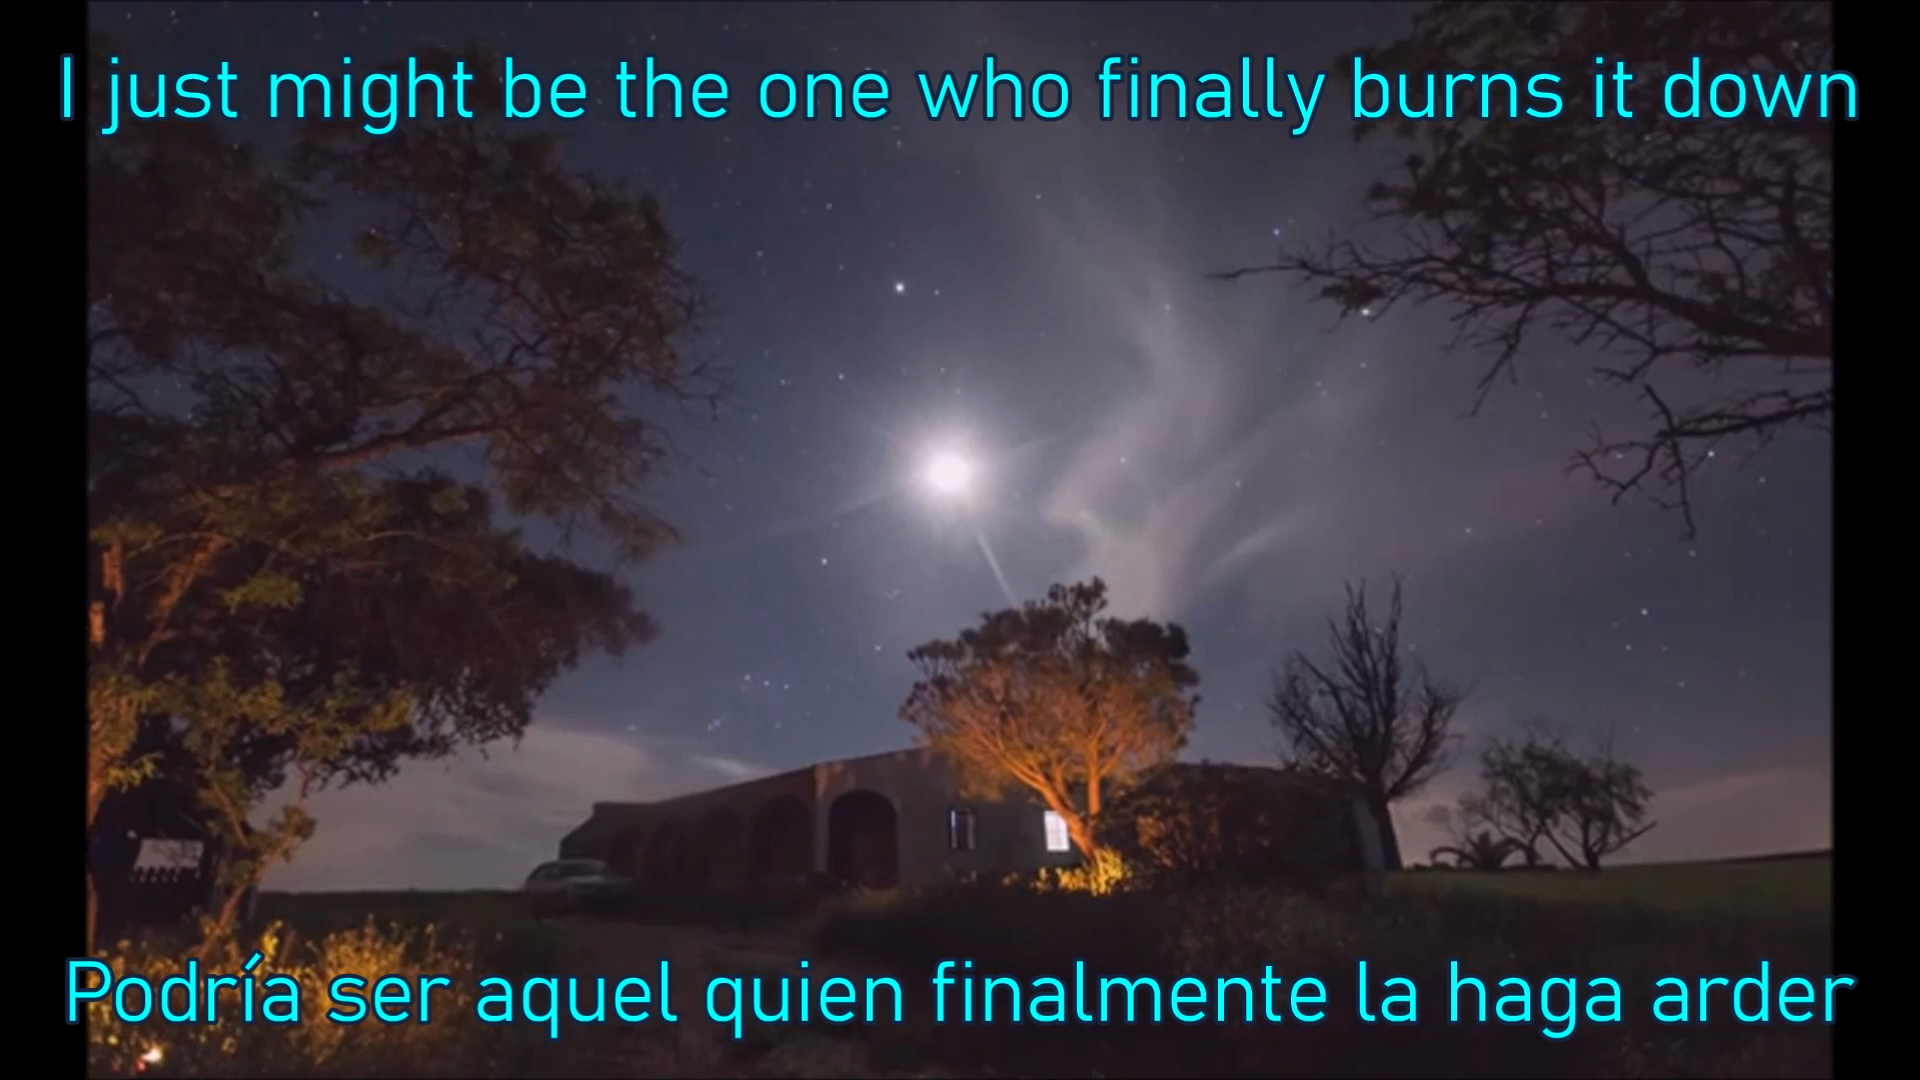 I just might be the one who finally burns it down
Podría ser aquel quien finalmente la haga arder